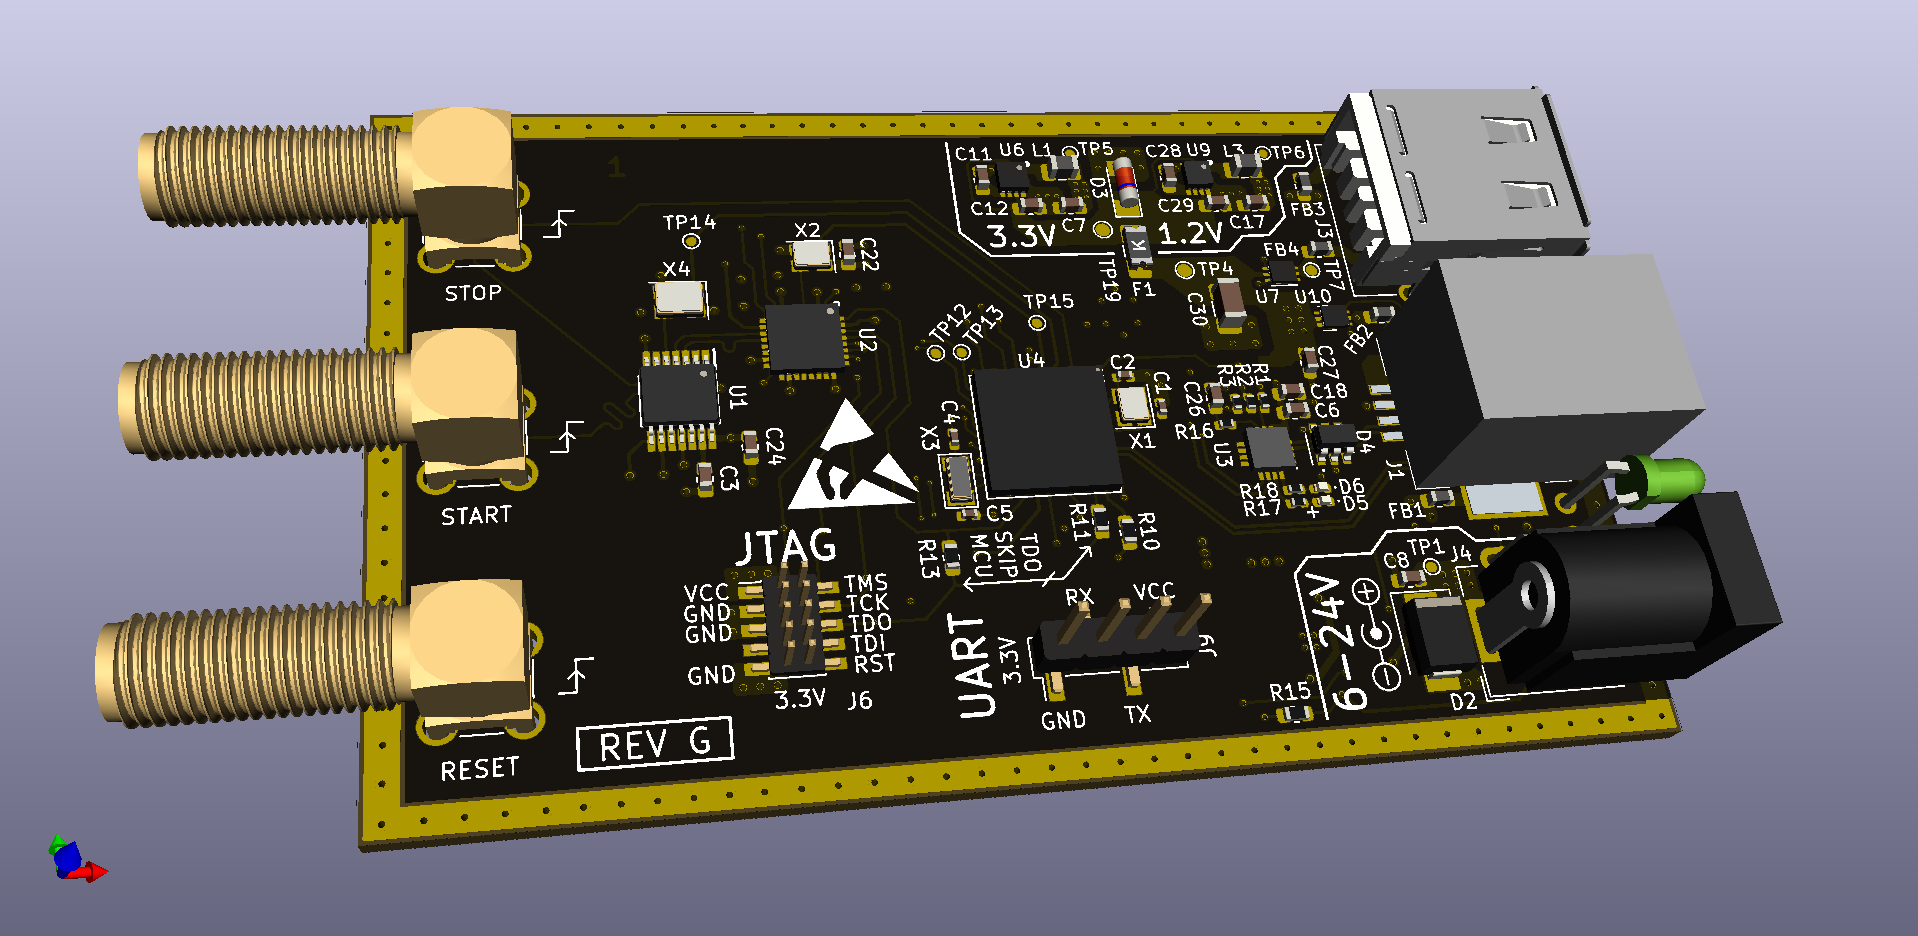 1
STOP
START
RESET
REV G
TP14
X4
X2
C22
U2
U1
C24
C3
C11
U6
L1
TP5
C12
C7
3.3V
D3
C28
U9
L3
TP6
C29
C17
1.2V
FB3
J3
TP19
K
F1
TP4
C30
FB4
TP7
U7
U10
FB2
TP12
TP13
TP15
U4
C2
C1
X1
C4
X3
C5
R3
R2
R1
C26
C27
C18
C6
R16
U3
D4
R18
R17
D6
D5
+
J1
FB1
R13
MCU
SKIP
TDO
R11
R10
JTAG
VCC
GND
GND
GND
TMS
TCK
TDO
TDI
RST
3.3V
J6
UART
3.3V
RX
VCC
GND
TX
J9
R15
6-24V
C8
TP1
J4
D2